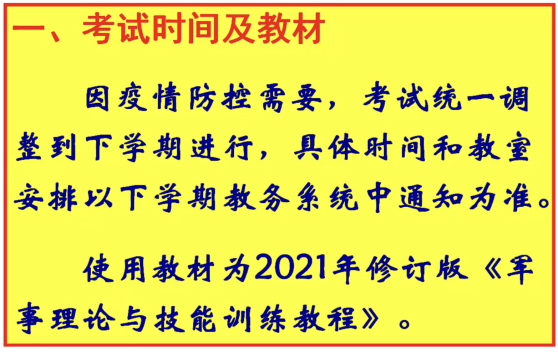 一、考试时间及教材
因疫情防控需要，考试统一调
整到下学期进行，具体时间和教室
安排以下学期教务系统中通知为准。
使用教材为2021年修订版《军
事理论与技能训练教程》。